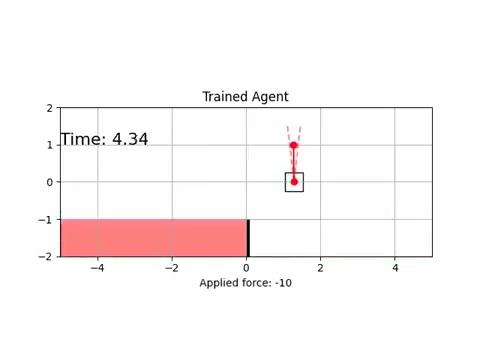 Trained Agent
2
Time: 4.34
1
0
−1
−2
−4 −2 0 2 4
Applied force: -10